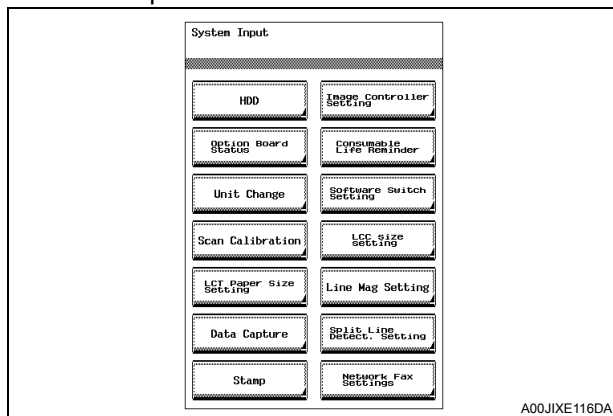 System Input
HDD
Image Controller
Setting
Option Board
Status
Consumable
Life Reminder
Unit Change
Software Switch
Setting
Scan Calibration
LCC size
setting
LCT Paper Size
Setting
Line Mag Setting
Data Capture
Split Line
Detect. Setting
Stamp
Network Fax
Settings
A00JIXE116DA